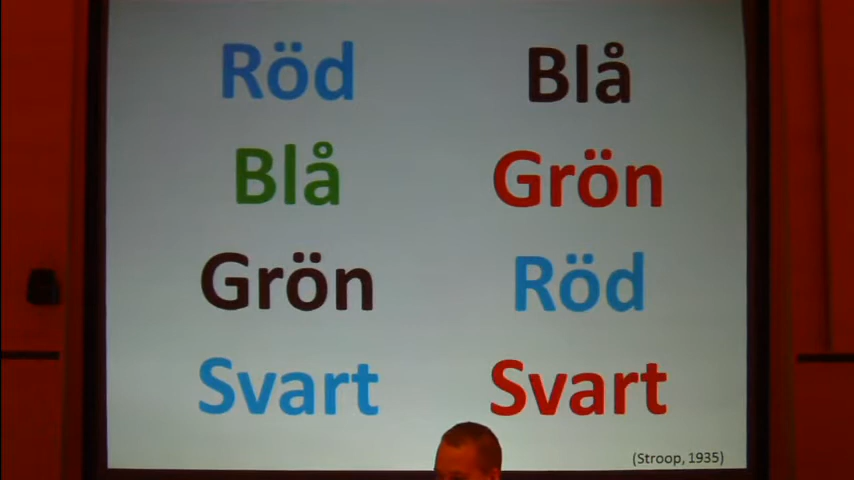 Röd Blå
Blå Grön
Grön Röd
Svart Svart
(Stroop, 1935)